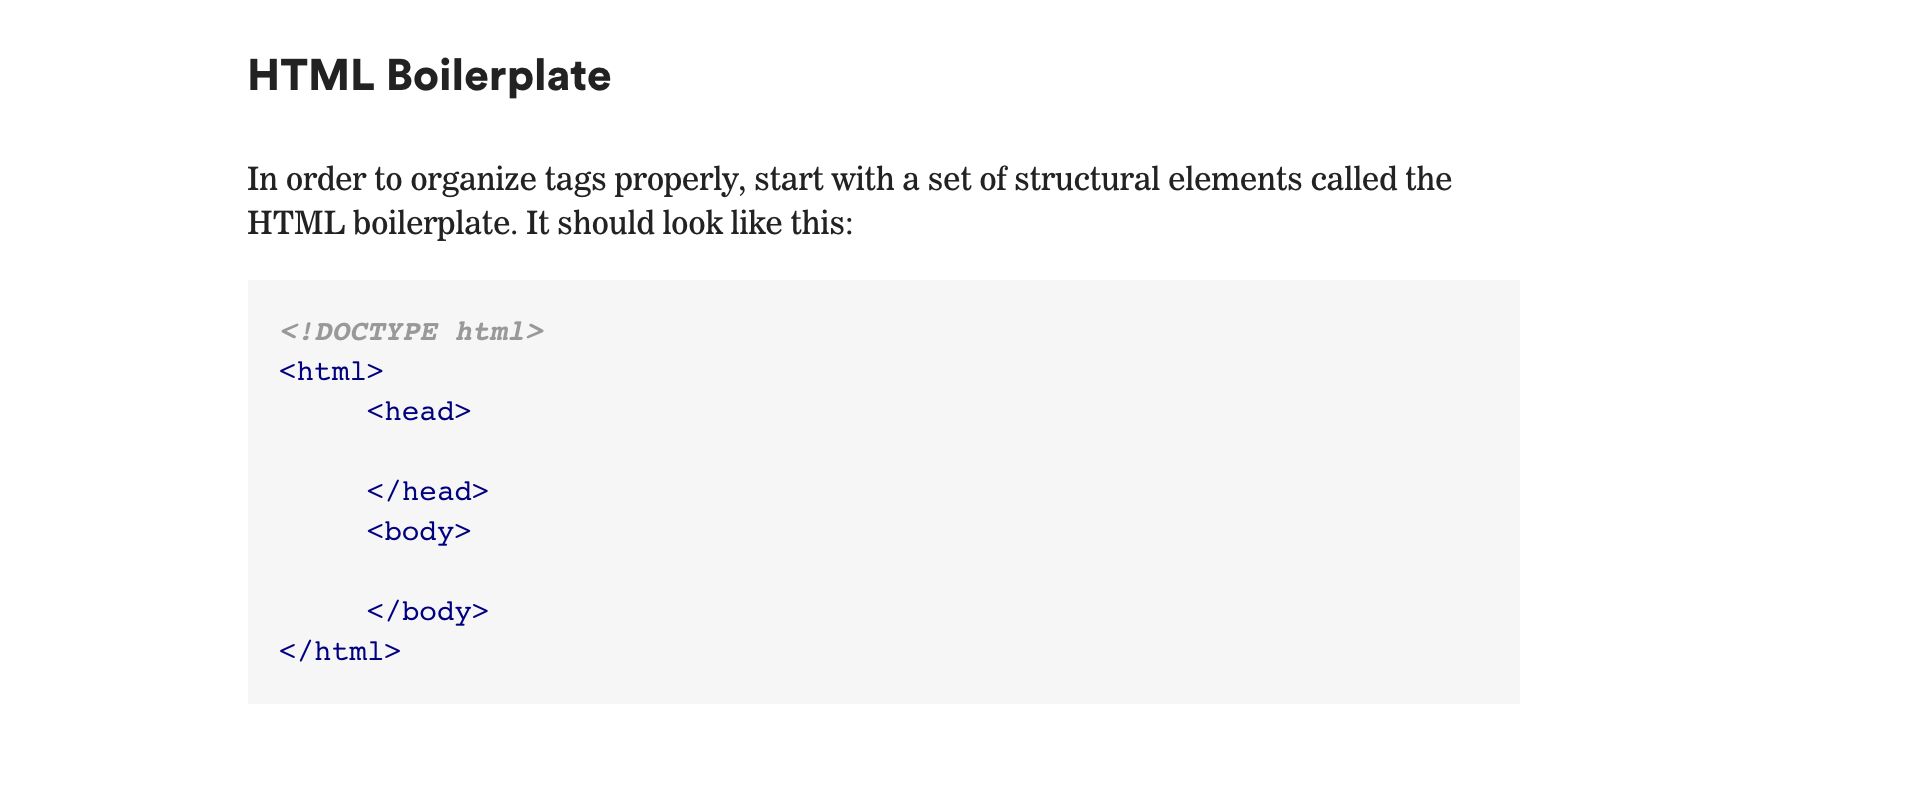 HTML Boilerplate
In order to organize tags properly, start with a set of structural elements called the
HTML boilerplate. It should look like this:
<!DOCTYPE html>
<html>
<head>
</head>
<body>
</body>
</html>